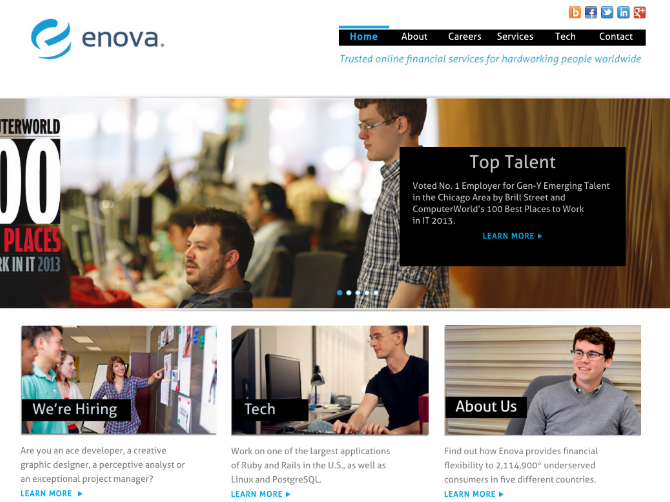 enova.
Home About Careers Services Tech Contact
Trusted online financial services for hardworking people worldwide
00
PLACES
IN IT 2013
Top Talent
Voted No. 1 Employer for Gen-Y Emerging Talent
in the Chicago Area by Brill Street and
ComputerWorld's 100 Best Places to Work
in IT 2013.
LEARN MORE
We're Hiring
Tech
About Us
Are you an ace developer, a creative
graphic designer, a perceptive analyst or
an exceptional project manager?
LEARN MORE
Work on one of the largest applications
of Ruby and Rails in the U.S., as well as
Linux and PostgreSQL.
LEARN MORE
Find out how Enova provides financial
flexibility to 2,114,900" underserved
consumers in five different countries.
LEARN MORE